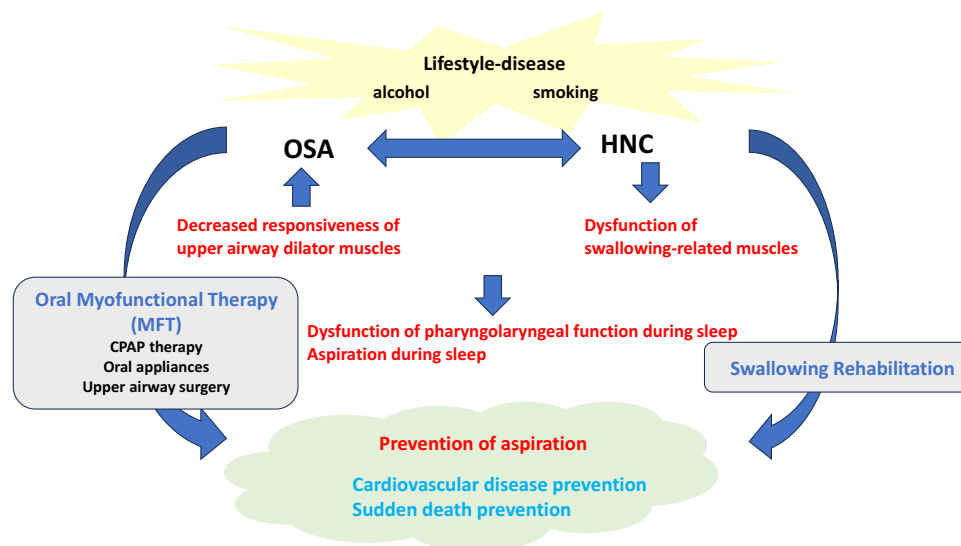 Lifestyle-disease
alcohol smoking
OSA
HNC
Decreased responsiveness of
upper airway dilator muscles
Dysfunction of
swallowing-related muscles
Oral Myofunctional Therapy
(MFT)
CPAP therapy
Oral appliances
Upper airway surgery
Dysfunction of pharyngolaryngeal function during sleep
Aspiration during sleep
Swallowing Rehabilitation
Prevention of aspiration
Cardiovascular disease prevention
Sudden death prevention